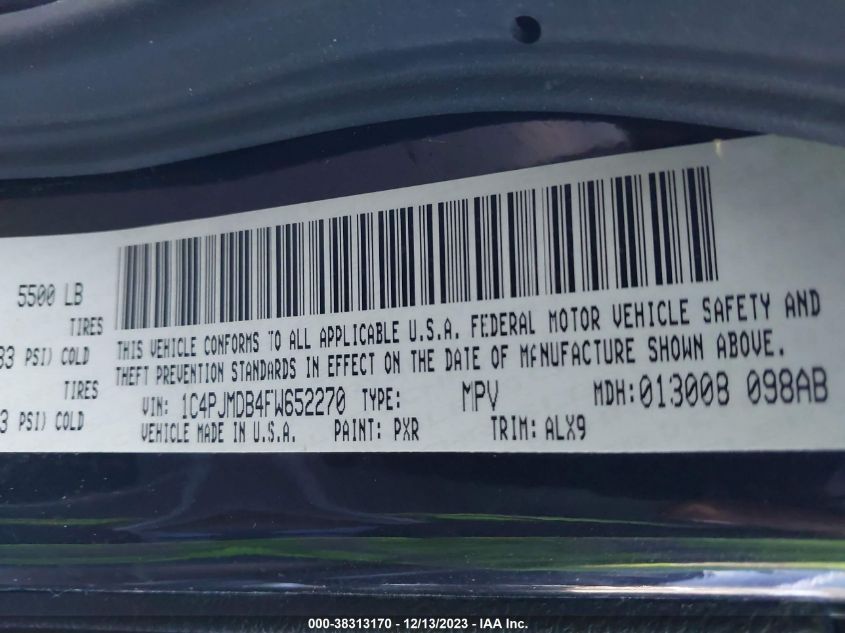 5500 LB
TIRES
THIS VEHICLE CONFORMS TO ALL APPLICABLE U.S.A. FEDERAL MOTOR VEHICLE SAFETY AND
33 PSI) COLD
THEFT PREVENTION STANDARDS IN EFFECT ON THE DATE OF MANUFACTURE SHOWN ABOVE.
TIRES
VIN: 1C4PJMDB4FW652270 TYPE: MPV MDH: 013008 098AB
3 PSI) COLD
VEHICLE MADE IN U.S.A. PAINT: PXR TRIM: ALX9
000-38313170 - 12/13/2023 - IAA Inc.